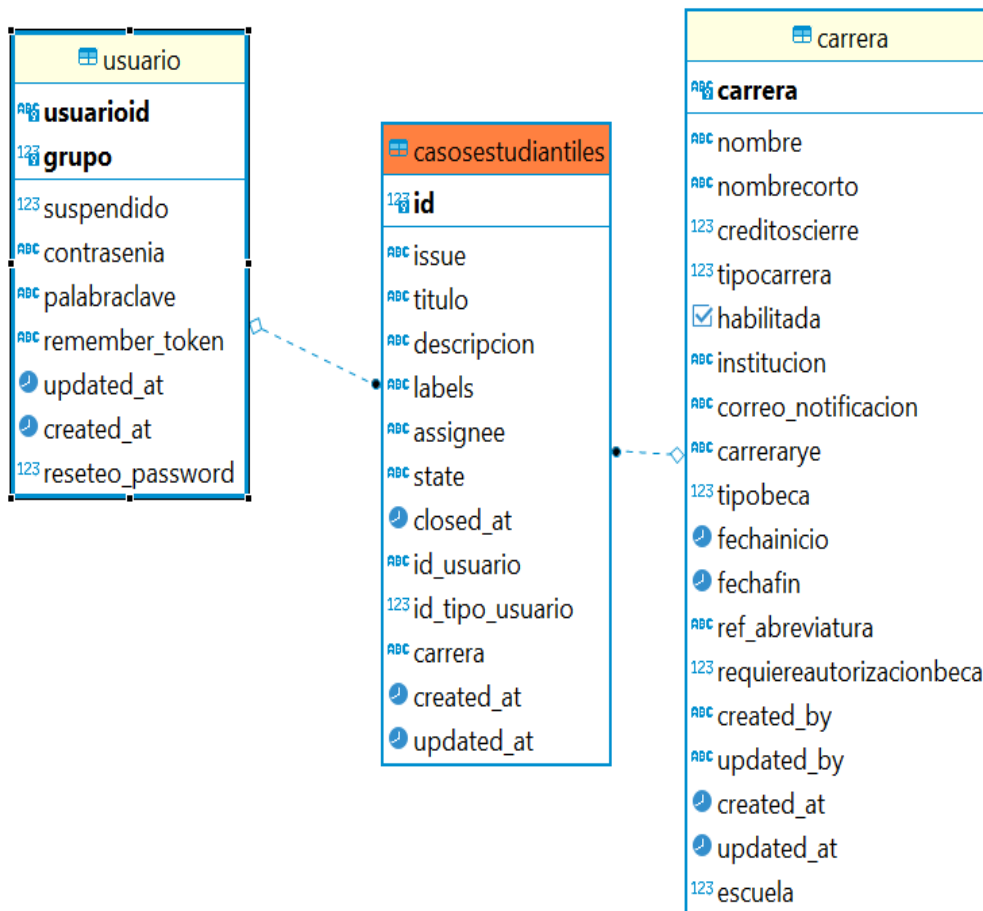 usuario
usuarioid
grupo
suspendido
contrasenia
palabraclave
remember_token
updated_at
created_at
reseteo_password
casosestudiantiles
id
issue
titulo
descripcion
labels
assignee
state
closed_at
id_usuario
id_tipo_usuario
carrera
created_at
updated_at
carrera
carrera
nombre
nombrecorto
creditoscierre
tipocarrera
habilitada
institucion
correo_notificacion
carrerarye
tipobeca
fechainicio
fechafin
ref_abreviatura
requiereautorizacionbeca
created_by
updated_by
created_at
updated_at
escuela